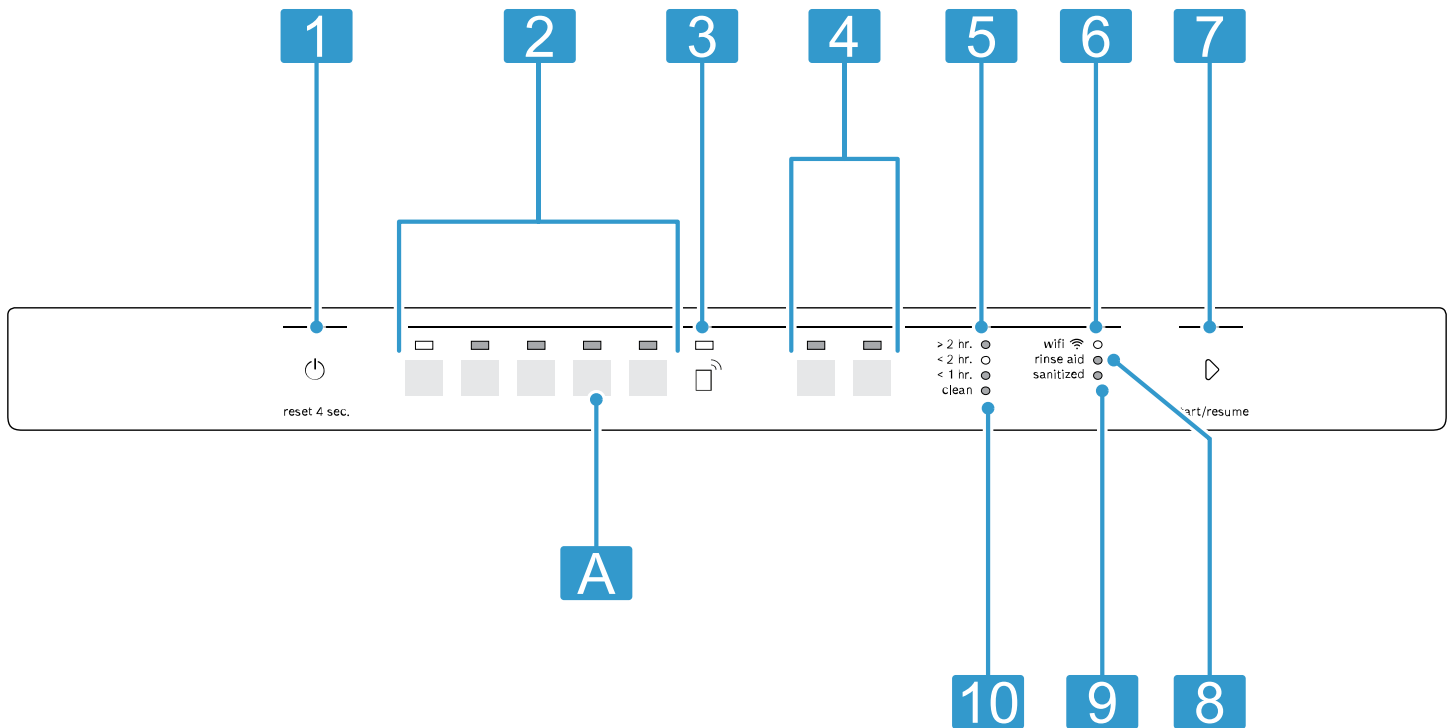 1 2 3 4 5 6 7
> 2 hr. wifi
< 2 hr. rinse aid
< 1 hr. sanitized
clean
reset 4 sec. art/resume
A
10 9 8